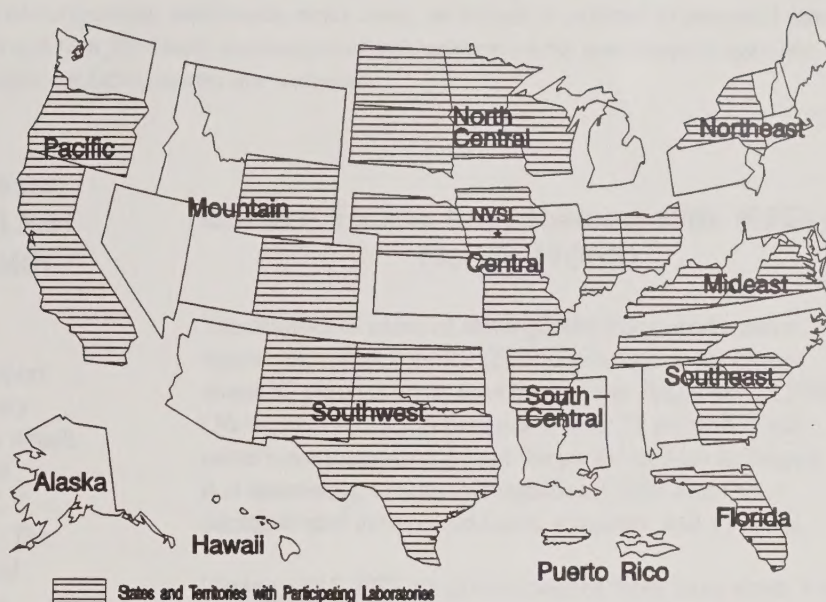 North
Central
Northeast
Pacific
Mountain
NVSL
Central
Mideast
Southeast
South
Central
Southwest
Alaska
Florida
Hawaii
Puerto Rico
States and Territories with Participating Laboratories